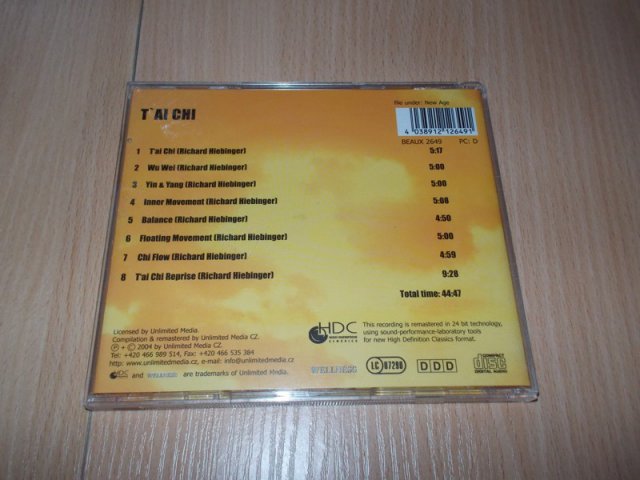 T`AI CHI
file under: New Age
4 038912 126491
BEAUX 2649 PC: D
1 T'ai Chi (Richard Hiebinger) 5:17
2 Wu Wei (Richard Hiebinger) 5:00
3 Yin & Yang (Richard Hiebinger) 5:00
4 Inner Movement (Richard Hiebinger) 5:08
5 Balance (Richard Hiebinger) 4:50
6 Floating Movement (Richard Hiebinger) 5:00
7 Chi Flow (Richard Hiebinger) 4:59
8 T'ai Chi Reprise (Richard Hiebinger) 9:28
Total time: 44:47
Licensed by Unlimited Media.
Compilation & remastered by Unlimited Media CZ.
℗ + © 2004 by Unlimited Media CZ.
Tel: +420 466 989 514, Fax: +420 466 535 384
http://www.unlimitedmedia.cz, info@unlimitedmedia.cz
HDC and WELLNESS are trademarks of Unlimited Media.
HDC
HIGH DEFINITION
CLASSICS
This recording is remastered in 24 bit technology,
using sound-performance-laboratory tools
for new High Definition Classics format.
WELLNESS
LC 07288
DDD
COMPACT
disc
DIGITAL AUDIO